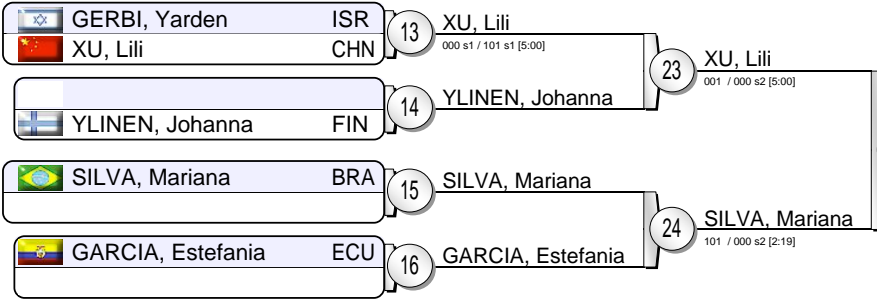 GERBI, Yarden ISR
XU, Lili CHN
13
XU, Lili
000 s1 / 101 s1 [5:00]
YLINEN, Johanna FIN
14
YLINEN, Johanna
23
XU, Lili
001 / 000 s2 [5:00]
SILVA, Mariana BRA
15
SILVA, Mariana
GARCIA, Estefania ECU
16
GARCIA, Estefania
24
SILVA, Mariana
101 / 000 s2 [2:19]